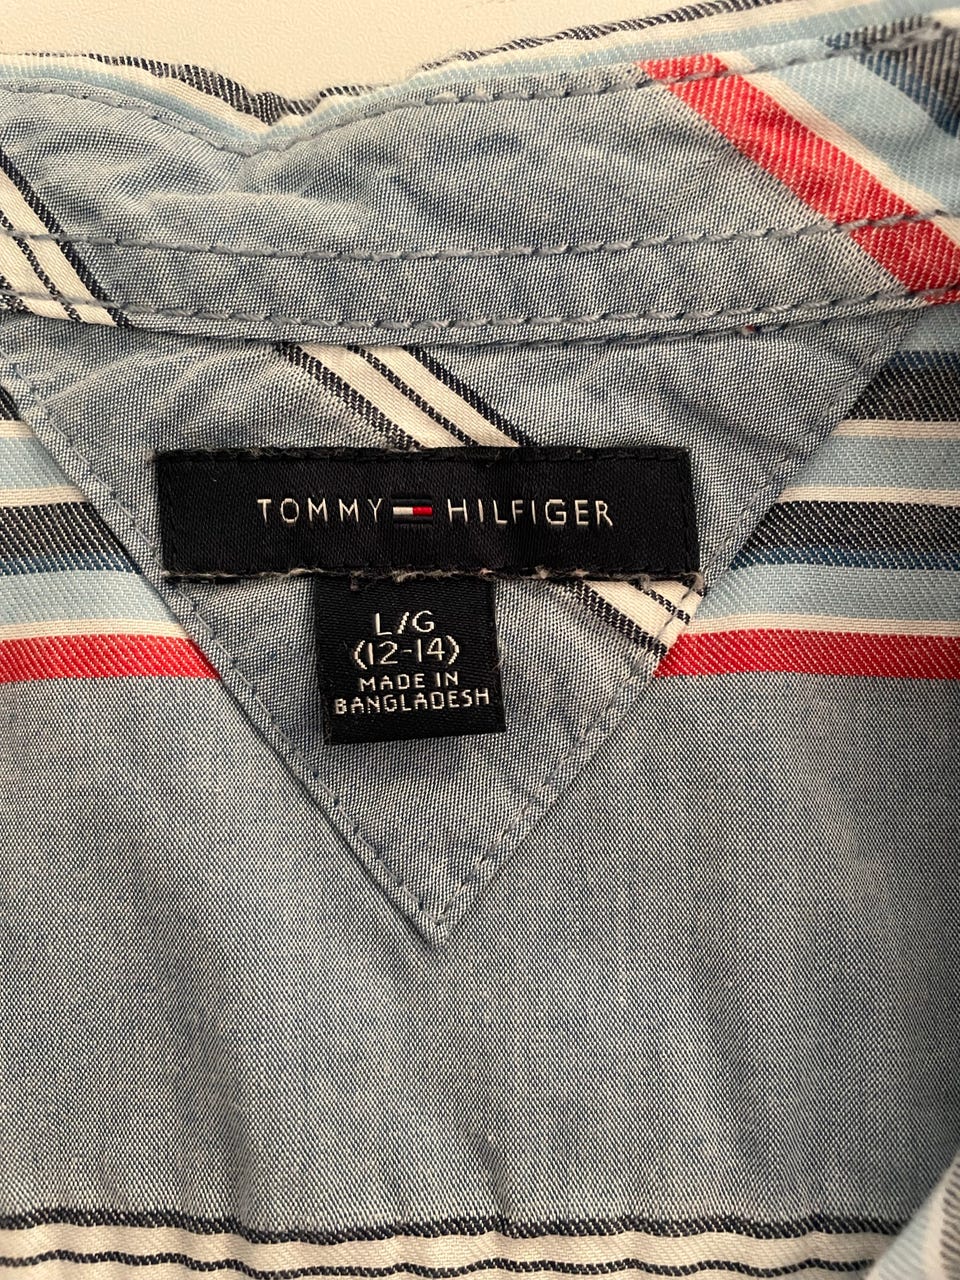 TOMMY HILFIGER
L/G
(12-14)
MADE IN
BANGLADESH